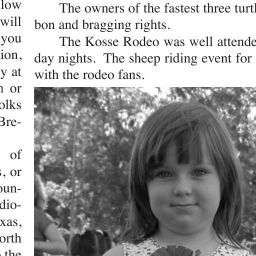 low
will
you
ion,
y at
n or
olks
Bre-
of
s, or
oun-
dio-
xas,
orth
the
The owners of the fastest three turtl
bon and bragging rights.
The Kosse Rodeo was well attende
day nights. The sheep riding event for
with the rodeo fans.